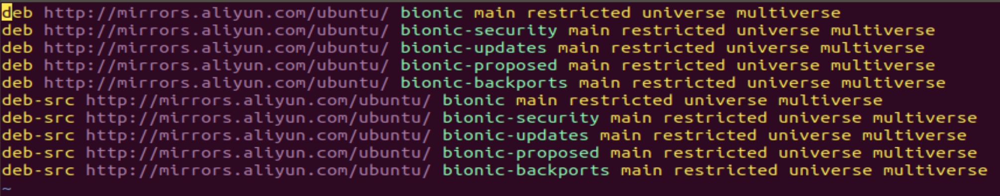 deb http://mirrors.aliyun.com/ubuntu/ bionic main restricted universe multiverse
deb http://mirrors.aliyun.com/ubuntu/ bionic-security main restricted universe multiverse
deb http://mirrors.aliyun.com/ubuntu/ bionic-updates main restricted universe multiverse
deb http://mirrors.aliyun.com/ubuntu/ bionic-proposed main restricted universe multiverse
deb http://mirrors.aliyun.com/ubuntu/ bionic-backports main restricted universe multiverse
deb-src http://mirrors.aliyun.com/ubuntu/ bionic main restricted universe multiverse
deb-src http://mirrors.aliyun.com/ubuntu/ bionic-security main restricted universe multiverse
deb-src http://mirrors.aliyun.com/ubuntu/ bionic-updates main restricted universe multiverse
deb-src http://mirrors.aliyun.com/ubuntu/ bionic-proposed main restricted universe multiverse
deb-src http://mirrors.aliyun.com/ubuntu/ bionic-backports main restricted universe multiverse
~